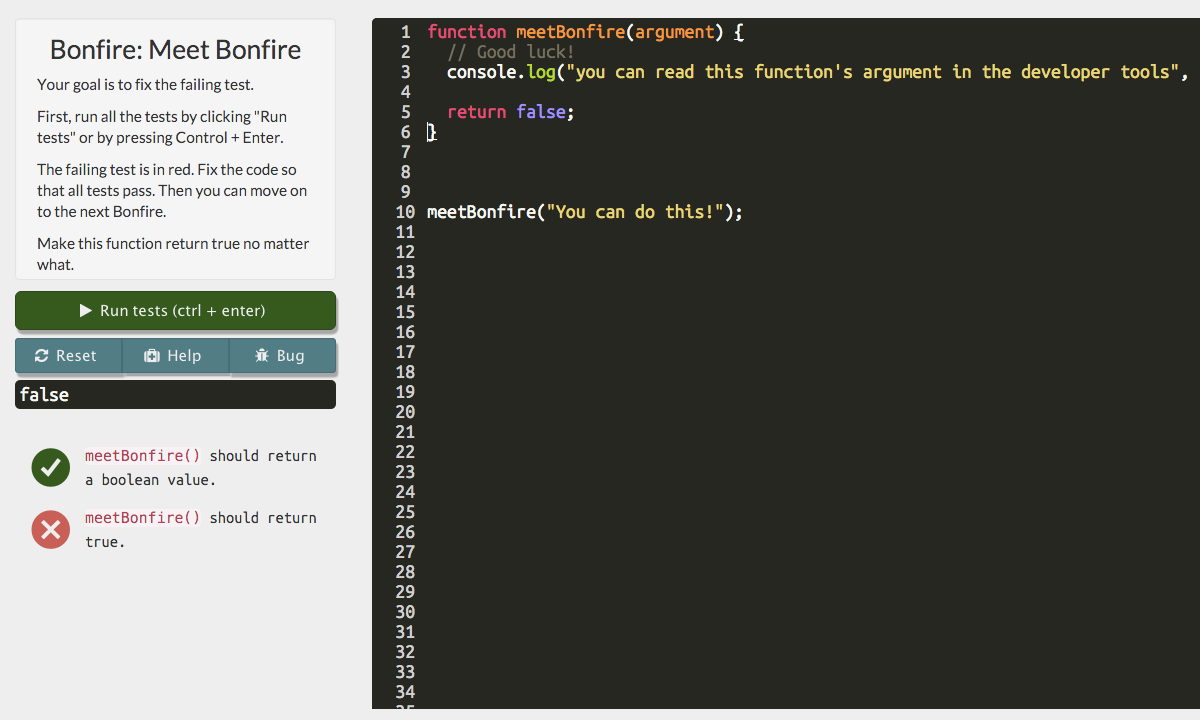 Bonfire: Meet Bonfire
Your goal is to fix the failing test.
First, run all the tests by clicking "Run
tests" or by pressing Control + Enter.
The failing test is in red. Fix the code so
that all tests pass. Then you can move on
to the next Bonfire.
Make this function return true no matter
what.
Run tests (ctrl + enter)
Reset Help Bug
false
meetBonfire() should return
a boolean value.
meetBonfire() should return
true.
1 function meetBonfire(argument) {
2 // Good luck!
3 console.log("you can read this function's argument in the developer tools",
4
5 return false;
6 }
7
8
9
10 meetBonfire("You can do this!");
11
12
13
14
15
16
17
18
19
20
21
22
23
24
25
26
27
28
29
30
31
32
33
34